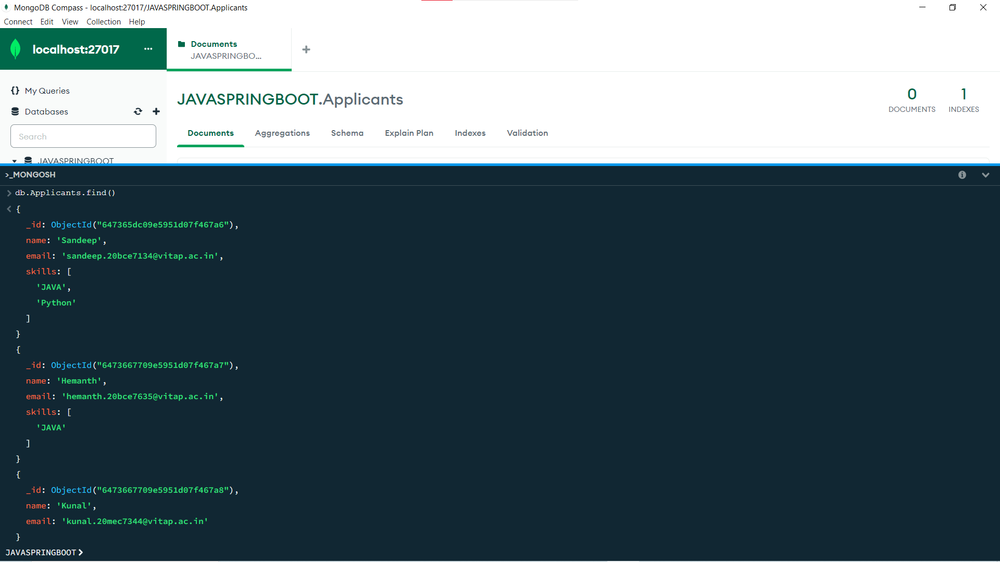 MongoDB Compass - localhost:27017/JAVASPRINGBOOT.Applicants
Connect Edit View Collection Help
localhost:27017 ...
Documents
JAVASPRINGBO...
{} My Queries
Databases
Search
JAVASPRINGBOOT
JAVASPRINGBOOT.Applicants
0
DOCUMENTS
1
INDEXES
Documents Aggregations Schema Explain Plan Indexes Validation
>_MONGOSH
> db.Applicants.find()
< {
_id: ObjectId("647365dc09e5951d07f467a6"),
name: 'Sandeep',
email: 'sandeep.20bce7134@vitap.ac.in',
skills: [
'JAVA',
'Python'
]
}
{
_id: ObjectId("6473667709e5951d07f467a7"),
name: 'Hemanth',
email: 'hemanth.20bce7635@vitap.ac.in',
skills: [
'JAVA'
]
}
{
_id: ObjectId("6473667709e5951d07f467a8"),
name: 'Kunal',
email: 'kunal.20mec7344@vitap.ac.in'
}
JAVASPRINGBOOT>